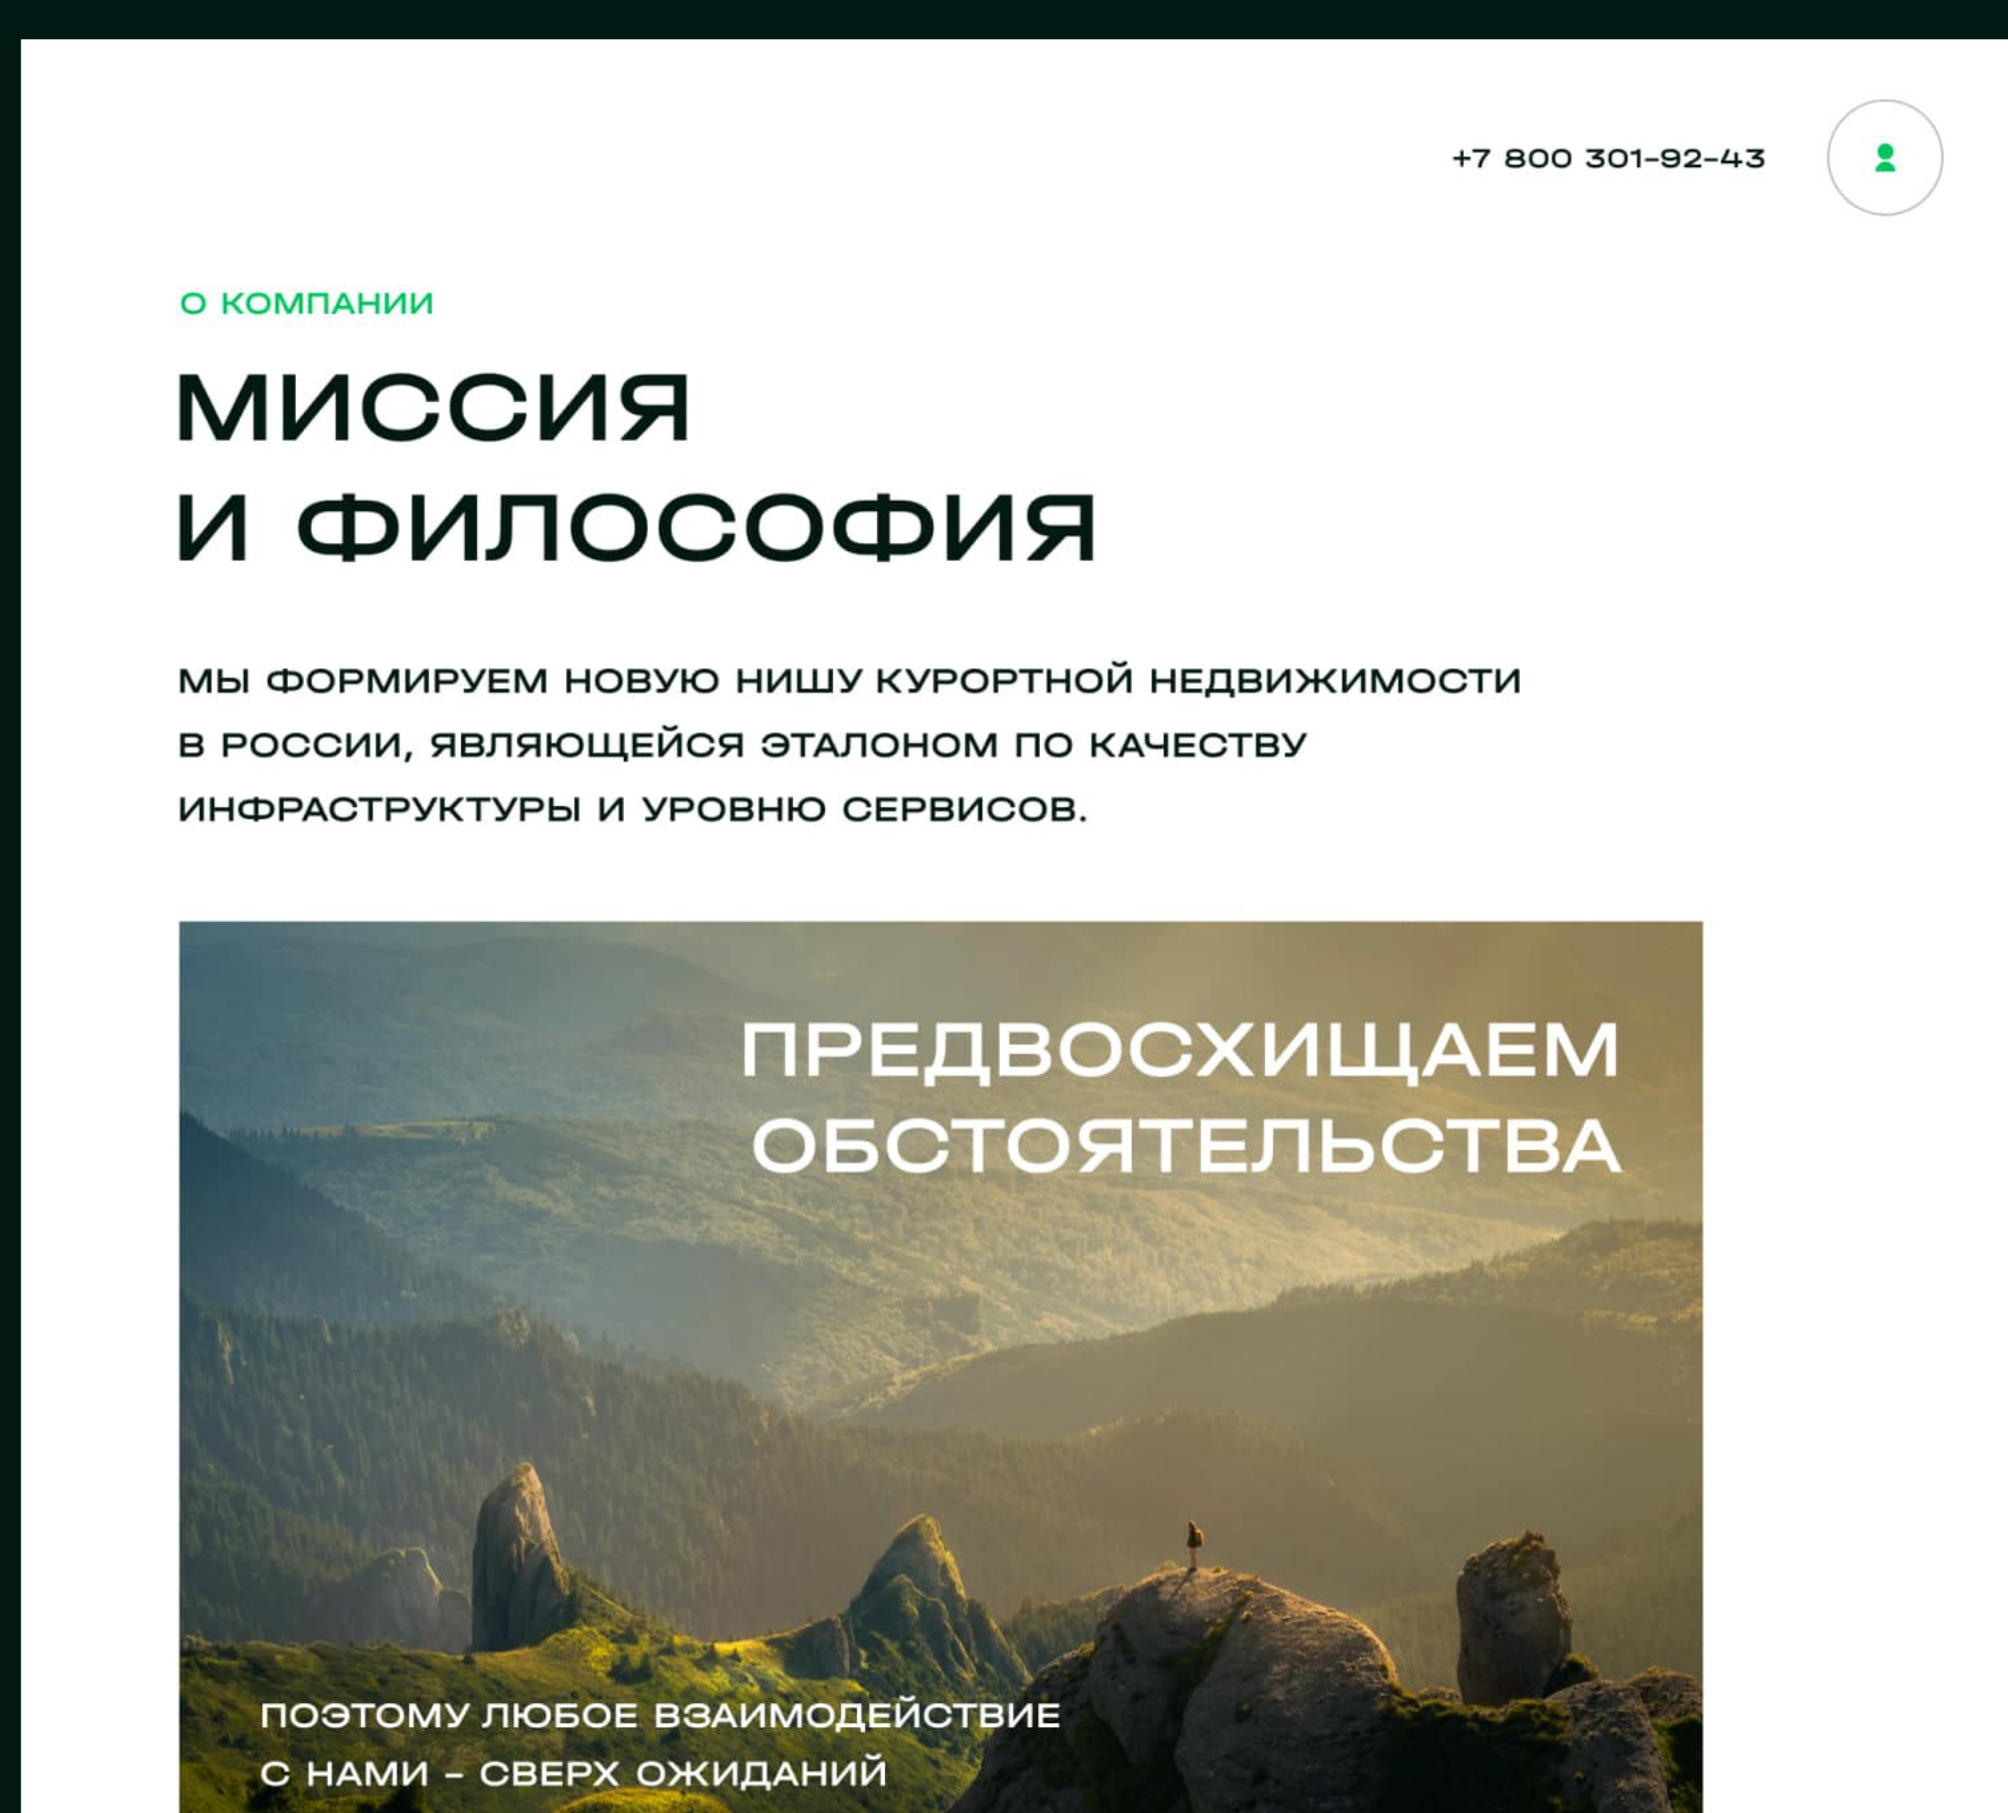 +7 800 301-92-43
О КОМПАНИИ
МИССИЯ
И ФИЛОСОФИЯ
МЫ ФОРМИРУЕМ НОВУЮ НИШУ КУРОРТНОЙ НЕДВИЖИМОСТИ
В РОССИИ, ЯВЛЯЮЩЕЙСЯ ЭТАЛОНОМ ПО КАЧЕСТВУ
ИНФРАСТРУКТУРЫ И УРОВНЮ СЕРВИСОВ.
ПРЕДВОСХИЩАЕМ
ОБСТОЯТЕЛЬСТВА
ПОЭТОМУ ЛЮБОЕ ВЗАИМОДЕЙСТВИЕ
С НАМИ – СВЕРХ ОЖИДАНИЙ